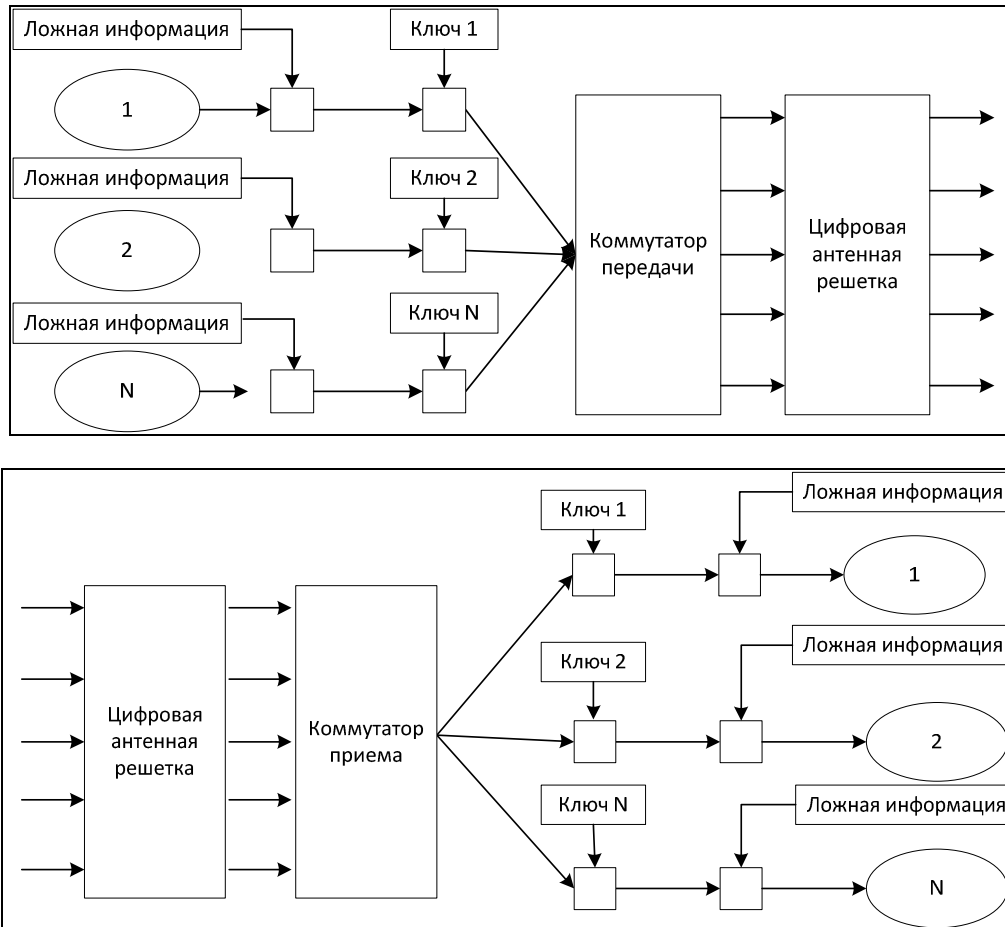 Ложная информация
Ключ 1
1
Ложная информация
Ключ 2
2
Ложная информация
Ключ N
N
Коммутатор
передачи
Цифровая
антенная
решетка
Цифровая
антенная
решетка
Коммутатор
приема
Ключ 1
Ложная информация
1
Ключ 2
Ложная информация
2
Ключ N
Ложная информация
N